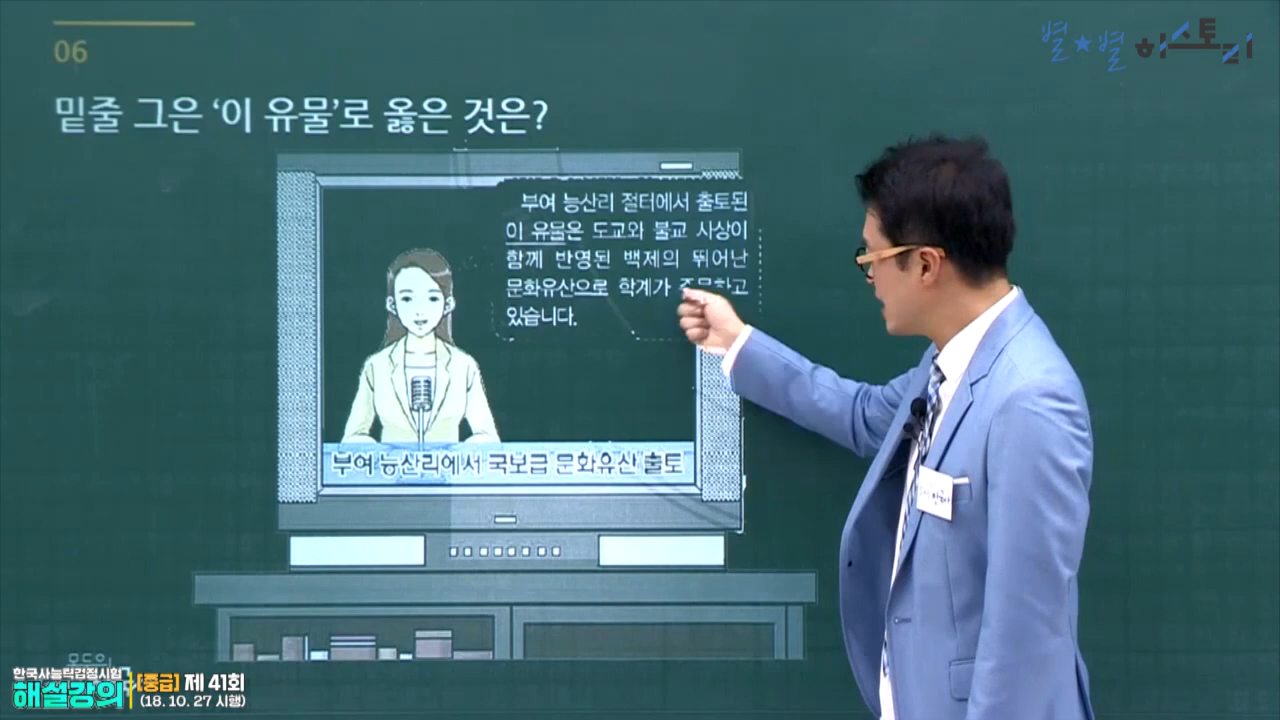 06
별★별 히스토리
밑줄 그은 ‘이 유물’로 옳은 것은?
부여 능산리 절터에서 출토된
이 유물은 도교와 불교 사상이
함께 반영된 백제의 뛰어난
문화유산으로 학계가 주목하고
있습니다.
부여 능산리에서 국보급 문화유산 출토
한국사능력검정시험
해설강의
[중급] 제 41회
(18. 10. 27 시행)